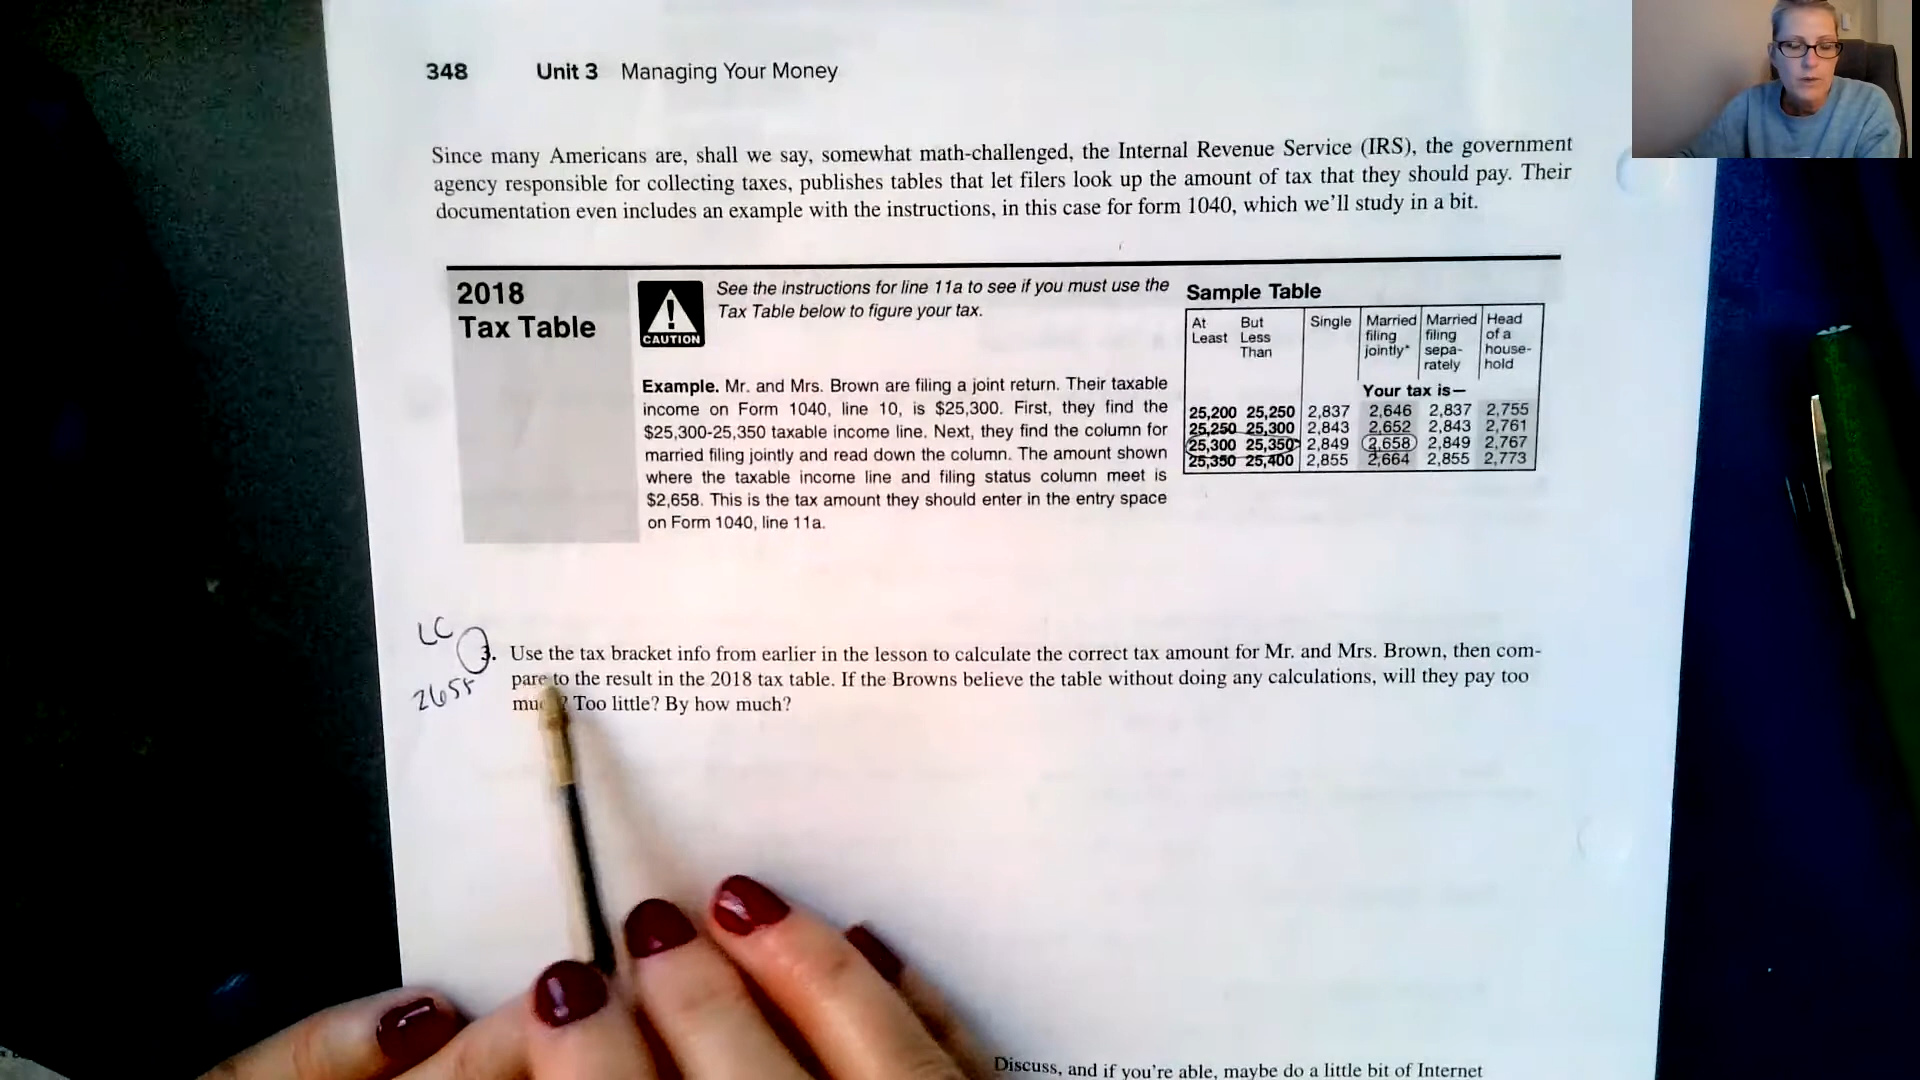 348 Unit 3 Managing Your Money
Since many Americans are, shall we say, somewhat math-challenged, the Internal Revenue Service (IRS), the government
agency responsible for collecting taxes, publishes tables that let filers look up the amount of tax that they should pay. Their
documentation even includes an example with the instructions, in this case for form 1040, which we'll study in a bit.
2018
Tax Table
CAUTION
See the instructions for line 11a to see if you must use the
Tax Table below to figure your tax.
Example. Mr. and Mrs. Brown are filing a joint return. Their taxable
income on Form 1040, line 10, is $25,300. First, they find the
$25,300-25,350 taxable income line. Next, they find the column for
married filing jointly and read down the column. The amount shown
where the taxable income line and filing status column meet is
$2,658. This is the tax amount they should enter in the entry space
on Form 1040, line 11a.
Sample Table
At Least But Less Than Single Married filing jointly* Married filing sepa-rately Head of a house-hold
Your tax is—
25,200 25,250 2,837 2,646 2,837 2,755
25,250 25,300 2,843 2,652 2,843 2,761
25,300 25,350 2,849 2,658 2,849 2,767
25,350 25,400 2,855 2,664 2,855 2,773
LC
2658
3. Use the tax bracket info from earlier in the lesson to calculate the correct tax amount for Mr. and Mrs. Brown, then com-
pare to the result in the 2018 tax table. If the Browns believe the table without doing any calculations, will they pay too
Too little? By how much?
Discuss, and if you're able, maybe do a little bit of Internet